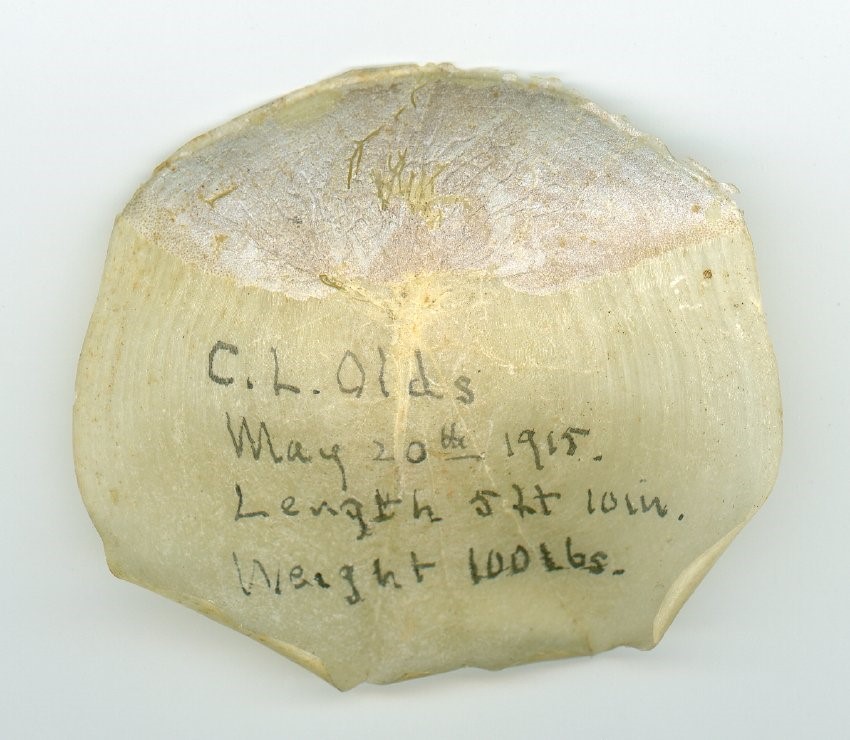 C. L. Olds
May 20th 1915.
Length 5 ft 10 in.
Weight 100 lbs.